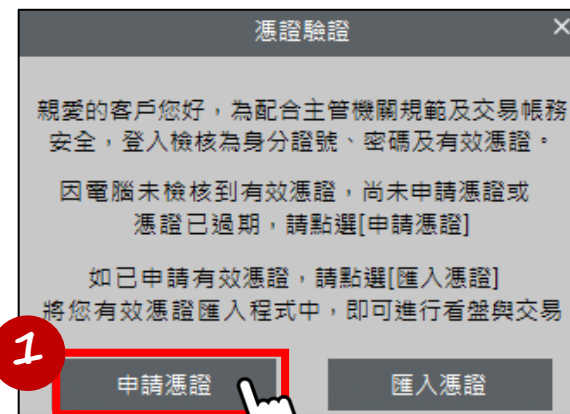 憑證驗證
×
親愛的客戶您好，為配合主管機關規範及交易帳務
安全，登入檢核為身分證號、密碼及有效憑證。
因電腦未檢核到有效憑證，尚未申請憑證或
憑證已過期，請點選[申請憑證]
如已申請有效憑證，請點選[匯入憑證]
將您有效憑證匯入程式中，即可進行看盤與交易
1
申請憑證
匯入憑證